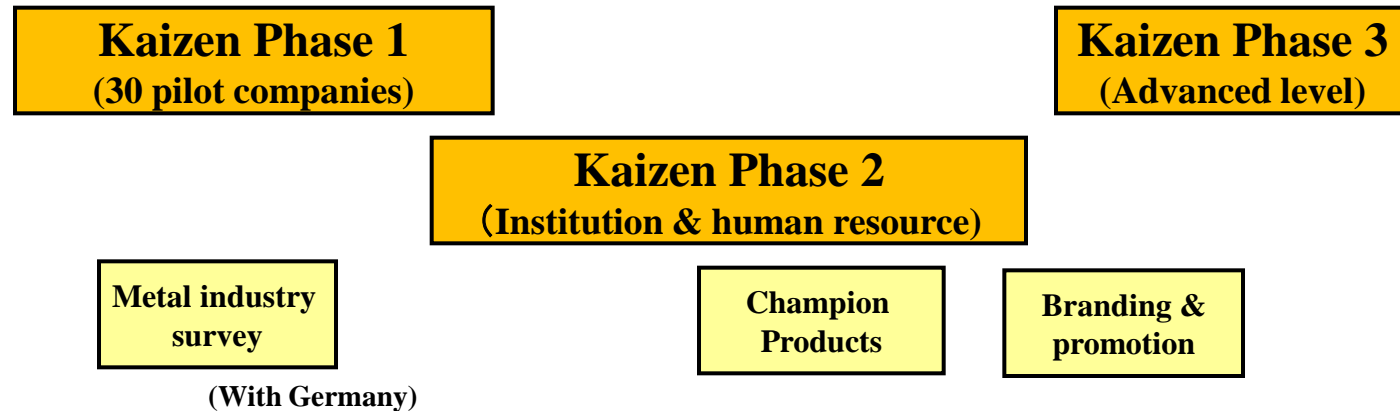 Kaizen Phase 1
(30 pilot companies)
Kaizen Phase 3
(Advanced level)
Kaizen Phase 2
（Institution & human resource)
Metal industry
survey
(With Germany)
Champion
Products
Branding &
promotion